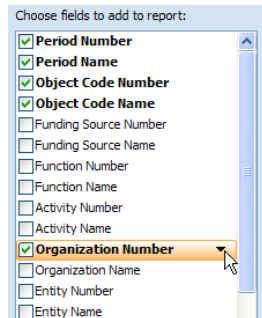 Choose fields to add to report:
Period Number
Period Name
Object Code Number
Object Code Name
Funding Source Number
Funding Source Name
Function Number
Function Name
Activity Number
Activity Name
Organization Number
Organization Name
Entity Number
Entity Name